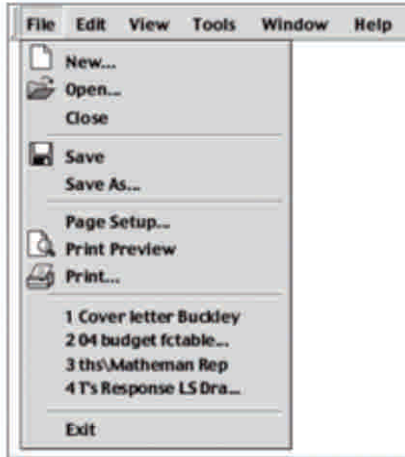 File Edit View Tools Window Help
New...
Open...
Close
Save
Save As...
Page Setup...
Print Preview
Print...
1 Cover letter Buckley
2 04 budget fctable...
3 ths\Matheman Rep
4 T's Response LS Dra...
Exit